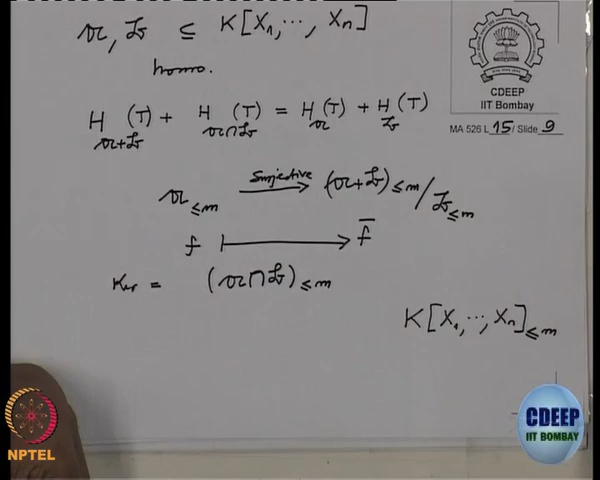 𝔞, 𝔟 ⊆ K[X₁, ⋯, Xₙ]
homo.
H_{𝔞+𝔟}(T) + H_{𝔞∩𝔟}(T) = H_𝔞(T) + H_𝔟(T)
𝔞_{≤m} —Surjective→ (𝔞+𝔟)_{≤m} / 𝔟_{≤m}
f ⟼ f̄
Ker = (𝔞∩𝔟)_{≤m}
K[X₁, ⋯, Xₙ]_{≤m}
CDEEP
IIT Bombay
MA 526 L 15 / Slide 9
NPTEL
CDEEP
IIT BOMBAY